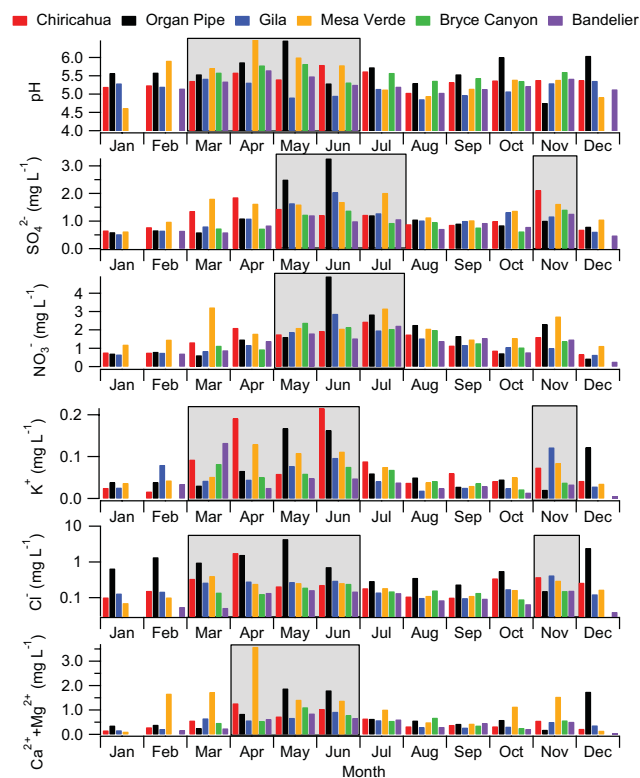 Chiricahua Organ Pipe Gila Mesa Verde Bryce Canyon Bandelier
pH
6.0
5.5
5.0
4.5
4.0
Jan Feb Mar Apr May Jun Jul Aug Sep Oct Nov Dec
SO₄²⁻ (mg L⁻¹)
3.0
2.0
1.0
0.0
Jan Feb Mar Apr May Jun Jul Aug Sep Oct Nov Dec
NO₃⁻ (mg L⁻¹)
4
3
2
1
0
Jan Feb Mar Apr May Jun Jul Aug Sep Oct Nov Dec
K⁺ (mg L⁻¹)
0.2
0.1
0.0
Jan Feb Mar Apr May Jun Jul Aug Sep Oct Nov Dec
Cl⁻ (mg L⁻¹)
10
1
0.1
Jan Feb Mar Apr May Jun Jul Aug Sep Oct Nov Dec
Ca²⁺+Mg²⁺ (mg L⁻¹)
3.0
2.0
1.0
0.0
Jan Feb Mar Apr May Jun Jul Aug Sep Oct Nov Dec
Month